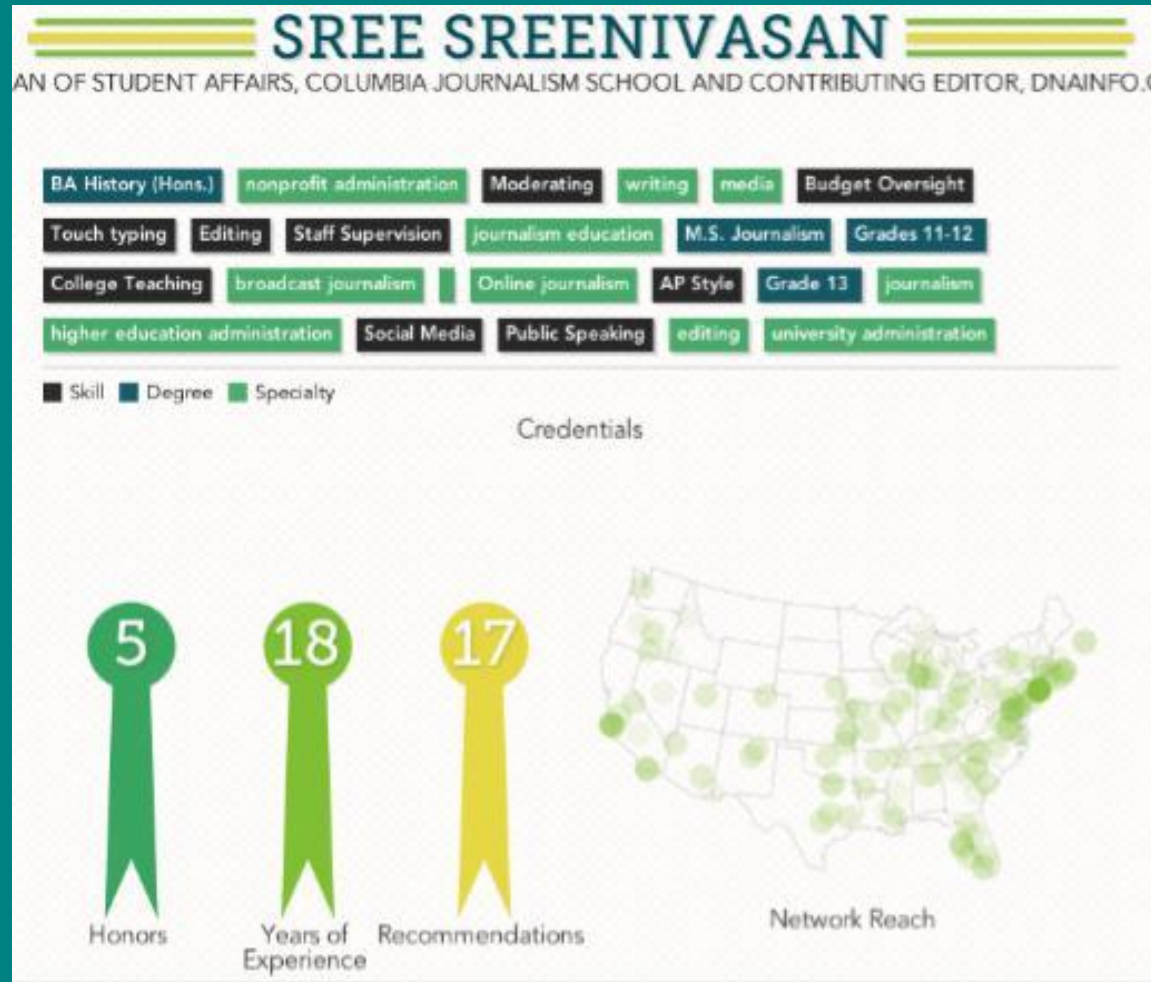 SREE SREENIVASAN
AN OF STUDENT AFFAIRS, COLUMBIA JOURNALISM SCHOOL AND CONTRIBUTING EDITOR, DNAINFO.
BA History (Hons.) nonprofit administration Moderating writing media Budget Oversight
Touch typing Editing Staff Supervision journalism education M.S. Journalism Grades 11-12
College Teaching broadcast journalism Online journalism AP Style Grade 13 journalism
higher education administration Social Media Public Speaking editing university administration
Skill Degree Specialty
Credentials
5 18 17
Honors Years of Experience Recommendations
Network Reach